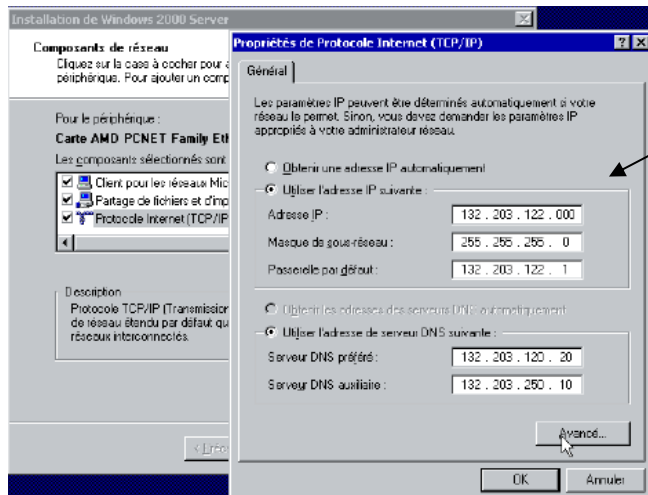 Installation de Windows 2000 Server
Composants de réseau
Cliquez sur la case à cocher pour
périphérique. Pour ajouter un comp
Pour le périphérique :
Carte AMD PCNET Family Eth
Les composants sélectionnés sont
Client pour les réseaux Mic
Partage de fichiers et d'imp
Protocole Internet (TCP/IP
Description
Protocole TCP/IP (Transmission
de réseau étendu par défaut qu
réseaux interconnectés.
Propriétés de Protocole Internet (TCP/IP)
Général
Les paramètres IP peuvent être déterminés automatiquement si votre
réseau le permet. Sinon, vous devez demander les paramètres IP
appropriés à votre administrateur réseau.
Obtenir une adresse IP automatiquement
Utiliser l'adresse IP suivante :
Adresse IP : 132 . 203 . 122 . 000
Masque de sous-réseau : 255 . 255 . 255 . 0
Passerelle par défaut : 132 . 203 . 122 . 1
Obtenir les adresses des serveurs DNS automatiquement
Utiliser l'adresse de serveur DNS suivante :
Serveur DNS préféré : 132 . 203 . 120 . 20
Serveur DNS auxiliaire : 132 . 203 . 250 . 10
Avancé...
OK Annuler